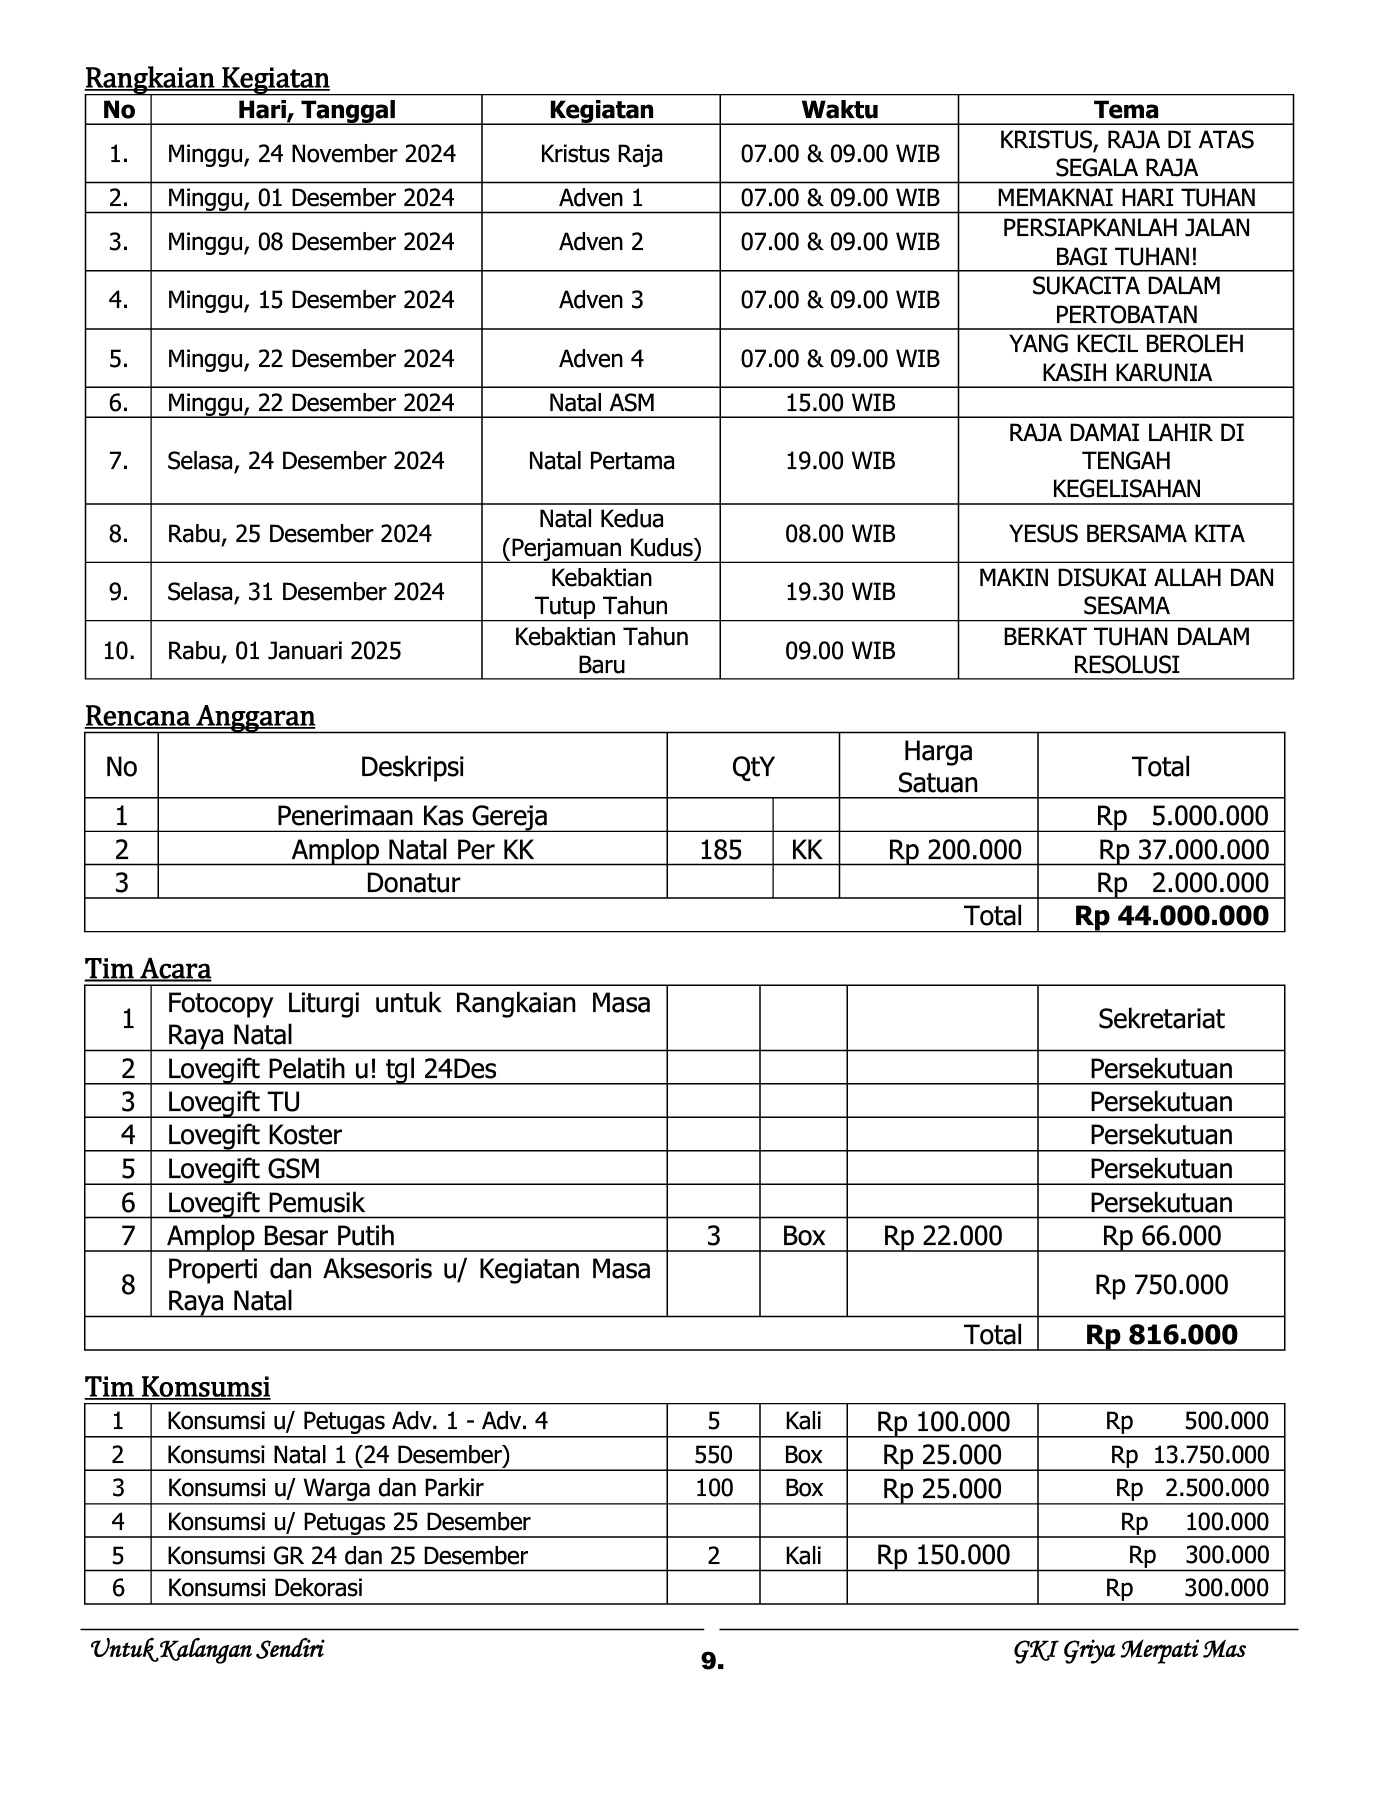 Rangkaian Kegiatan
No Hari, Tanggal Kegiatan Waktu Tema
1. Minggu, 24 November 2024 Kristus Raja 07.00 & 09.00 WIB KRISTUS, RAJA DI ATAS
SEGALA RAJA
2. Minggu, 01 Desember 2024 Adven 1 07.00 & 09.00 WIB MEMAKNAI HARI TUHAN
3. Minggu, 08 Desember 2024 Adven 2 07.00 & 09.00 WIB PERSIAPKANLAH JALAN
BAGI TUHAN!
4. Minggu, 15 Desember 2024 Adven 3 07.00 & 09.00 WIB SUKACITA DALAM
PERTOBATAN
5. Minggu, 22 Desember 2024 Adven 4 07.00 & 09.00 WIB YANG KECIL BEROLEH
KASIH KARUNIA
6. Minggu, 22 Desember 2024 Natal ASM 15.00 WIB
7. Selasa, 24 Desember 2024 Natal Pertama 19.00 WIB RAJA DAMAI LAHIR DI
TENGAH
KEGELISAHAN
8. Rabu, 25 Desember 2024 Natal Kedua
(Perjamuan Kudus) 08.00 WIB YESUS BERSAMA KITA
9. Selasa, 31 Desember 2024 Kebaktian
Tutup Tahun 19.30 WIB MAKIN DISUKAI ALLAH DAN
SESAMA
10. Rabu, 01 Januari 2025 Kebaktian Tahun
Baru 09.00 WIB BERKAT TUHAN DALAM
RESOLUSI
Rencana Anggaran
No Deskripsi QtY Harga
Satuan Total
1 Penerimaan Kas Gereja Rp 5.000.000
2 Amplop Natal Per KK 185 KK Rp 200.000 Rp 37.000.000
3 Donatur Rp 2.000.000
Total Rp 44.000.000
Tim Acara
1 Fotocopy Liturgi untuk Rangkaian Masa
Raya Natal Sekretariat
2 Lovegift Pelatih u! tgl 24Des Persekutuan
3 Lovegift TU Persekutuan
4 Lovegift Koster Persekutuan
5 Lovegift GSM Persekutuan
6 Lovegift Pemusik Persekutuan
7 Amplop Besar Putih 3 Box Rp 22.000 Rp 66.000
8 Properti dan Aksesoris u/ Kegiatan Masa
Raya Natal Rp 750.000
Total Rp 816.000
Tim Komsumsi
1 Konsumsi u/ Petugas Adv. 1 - Adv. 4 5 Kali Rp 100.000 Rp 500.000
2 Konsumsi Natal 1 (24 Desember) 550 Box Rp 25.000 Rp 13.750.000
3 Konsumsi u/ Warga dan Parkir 100 Box Rp 25.000 Rp 2.500.000
4 Konsumsi u/ Petugas 25 Desember Rp 100.000
5 Konsumsi GR 24 dan 25 Desember 2 Kali Rp 150.000 Rp 300.000
6 Konsumsi Dekorasi Rp 300.000
Untuk Kalangan Sendiri 9. GKI Griya Merpati Mas